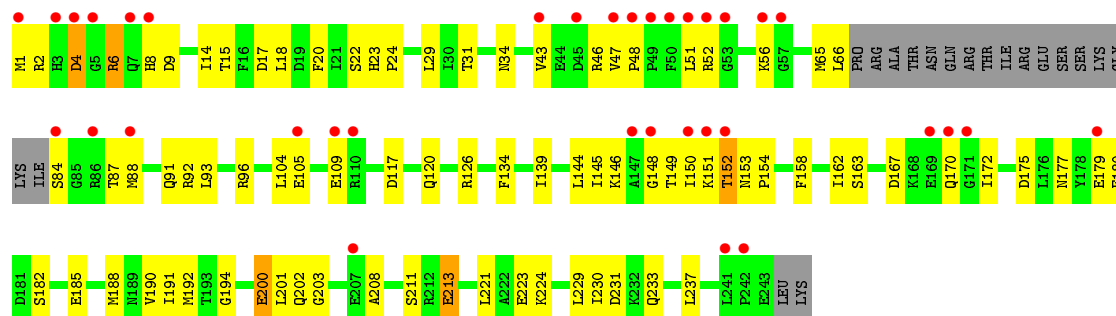 M1 R2 H3 D4 G5 R6 Q7 H8 D9 I14 T15 F16 D17 L18 D19 F20 I21 S22 H23 P24 L29 I30 T31 N34 V43 E44 D45 R46 V47 P48 P49 F50 L51 R52 G53 K56 G57 M65 L66 PRO ARG ALA THR ASN GLN ARG THR ILE ARG GLU SER SER LYS GLY
LYS ILE S84 G85 R86 T87 M88 Q91 R92 L93 R96 L104 E105 E109 R110 D117 Q120 R126 F134 I139 L144 I145 K146 A147 G148 T149 I150 K151 T152 N153 P154 F158 I162 S163 D167 K168 E169 Q170 G171 I172 D175 L176 N177 Y178 E179
D181 S182 E185 M188 N189 V190 I191 M192 T193 G194 E200 L201 Q202 G203 E207 A208 S211 R212 E213 L221 A222 E223 K224 L229 I230 D231 K232 Q233 L237 L241 P242 E243 LEU LYS